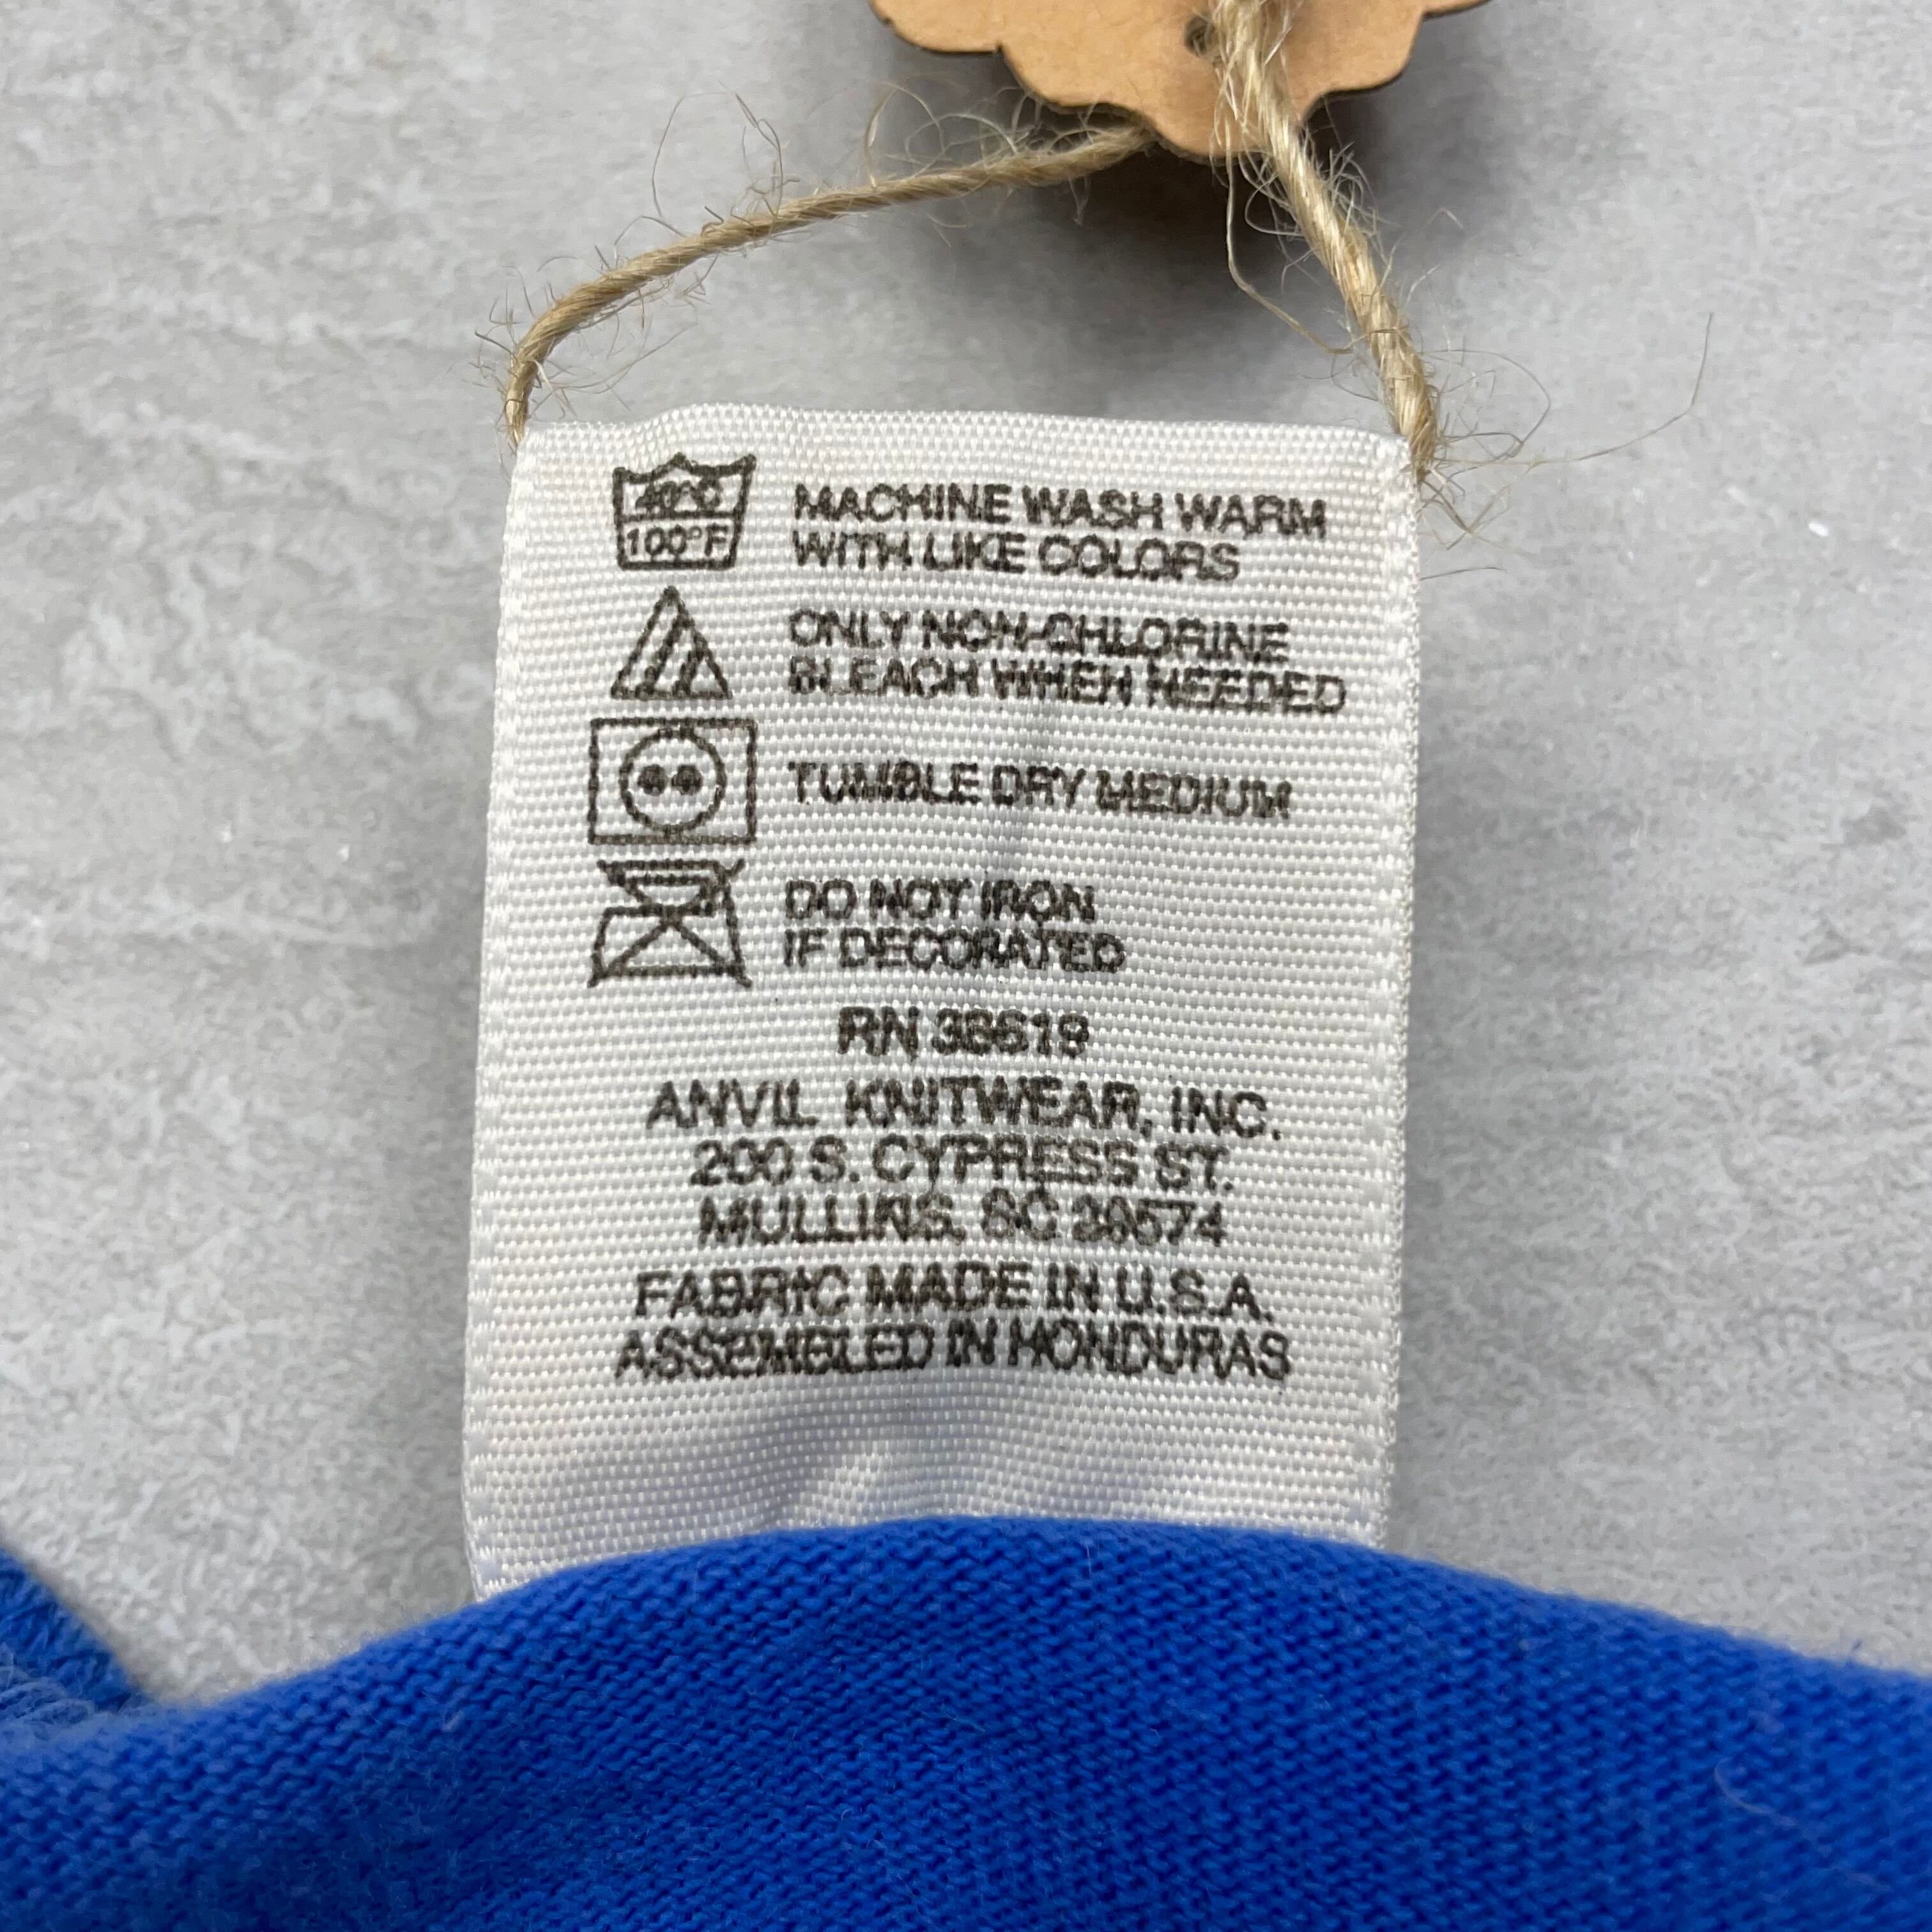 40°C
100°F
MACHINE WASH WARM
WITH LIKE COLORS
ONLY NON-CHLORINE
BLEACH WHEN NEEDED
TUMBLE DRY MEDIUM
DO NOT IRON
IF DECORATED
RN 38619
ANVIL KNITWEAR, INC.
200 S. CYPRESS ST.
MULLINS, SC 29574
FABRIC MADE IN U.S.A.
ASSEMBLED IN HONDURAS